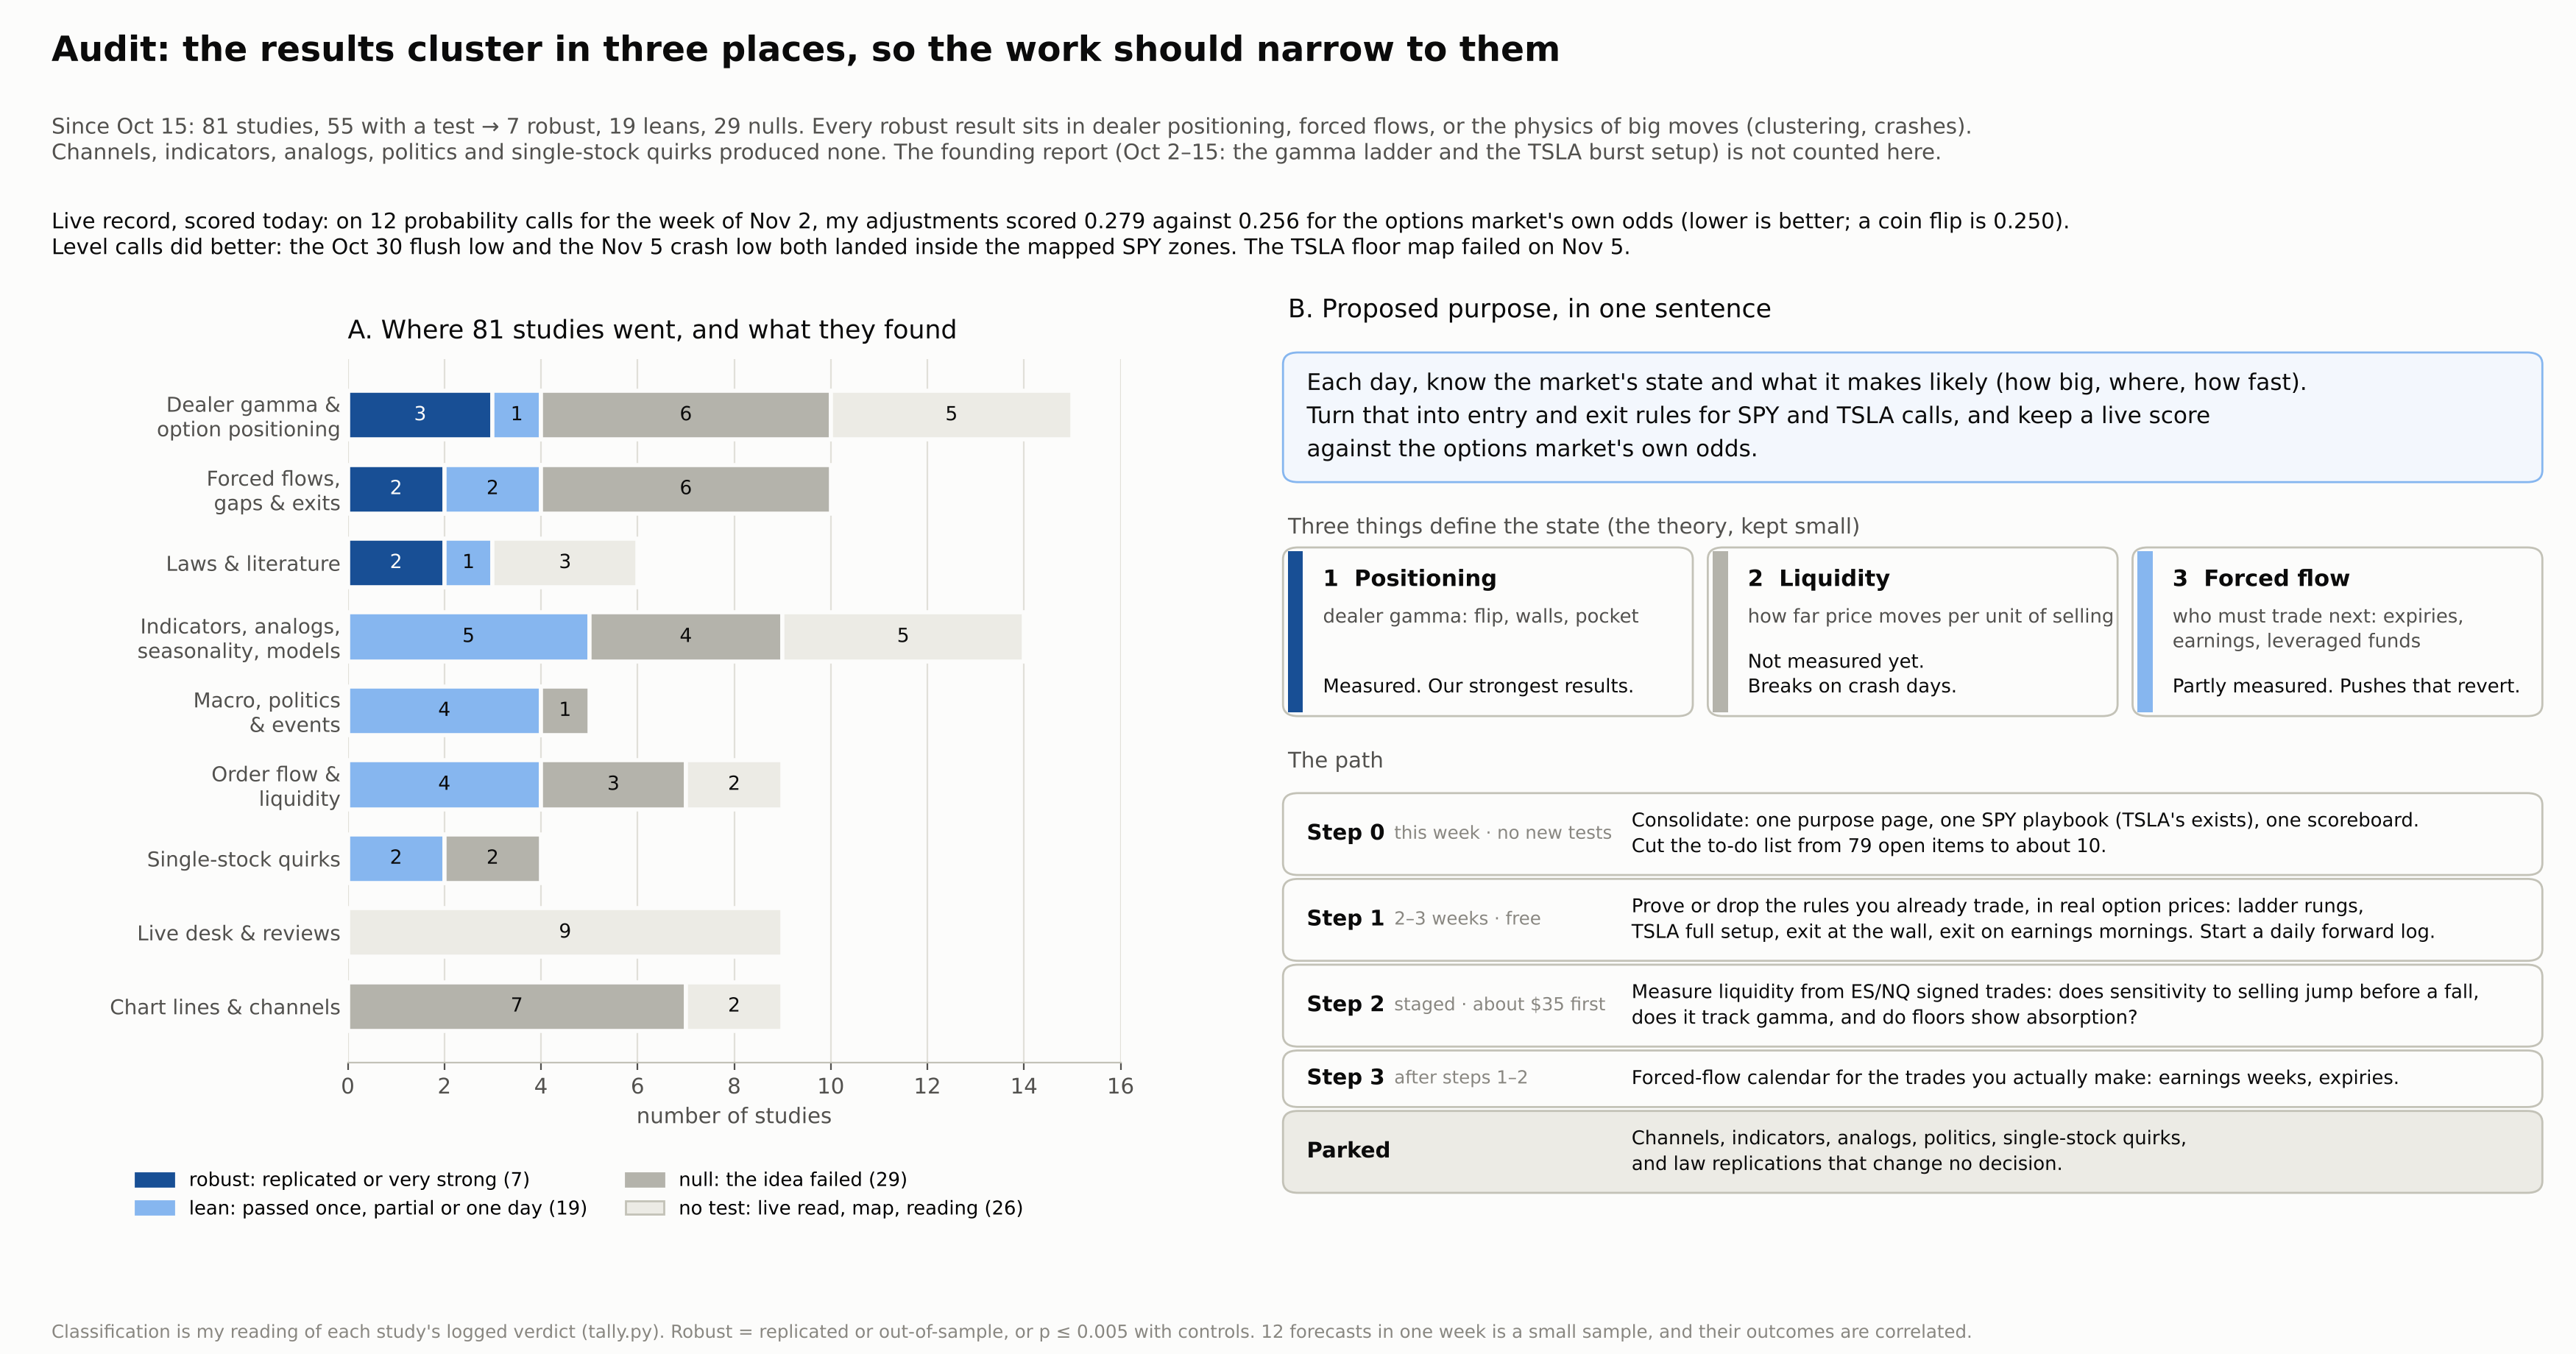 Audit: the results cluster in three places, so the work should narrow to them
Since Oct 15: 81 studies, 55 with a test → 7 robust, 19 leans, 29 nulls. Every robust result sits in dealer positioning, forced flows, or the physics of big moves (clustering, crashes).
Channels, indicators, analogs, politics and single-stock quirks produced none. The founding report (Oct 2–15: the gamma ladder and the TSLA burst setup) is not counted here.
Live record, scored today: on 12 probability calls for the week of Nov 2, my adjustments scored 0.279 against 0.256 for the options market's own odds (lower is better; a coin flip is 0.250).
Level calls did better: the Oct 30 flush low and the Nov 5 crash low both landed inside the mapped SPY zones. The TSLA floor map failed on Nov 5.
A. Where 81 studies went, and what they found
Dealer gamma &
option positioning
3 1 6 5
Forced flows,
gaps & exits
2 2 6
Laws & literature
2 1 3
Indicators, analogs,
seasonality, models
5 4 5
Macro, politics
& events
4 1
Order flow &
liquidity
4 3 2
Single-stock quirks
2 2
Live desk & reviews
9
Chart lines & channels
7 2
0 2 4 6 8 10 12 14 16
number of studies
robust: replicated or very strong (7)
lean: passed once, partial or one day (19)
null: the idea failed (29)
no test: live read, map, reading (26)
B. Proposed purpose, in one sentence
Each day, know the market's state and what it makes likely (how big, where, how fast).
Turn that into entry and exit rules for SPY and TSLA calls, and keep a live score
against the options market's own odds.
Three things define the state (the theory, kept small)
1 Positioning
dealer gamma: flip, walls, pocket
Measured. Our strongest results.
2 Liquidity
how far price moves per unit of selling
Not measured yet.
Breaks on crash days.
3 Forced flow
who must trade next: expiries,
earnings, leveraged funds
Partly measured. Pushes that revert.
The path
Step 0 this week · no new tests
Consolidate: one purpose page, one SPY playbook (TSLA's exists), one scoreboard.
Cut the to-do list from 79 open items to about 10.
Step 1 2–3 weeks · free
Prove or drop the rules you already trade, in real option prices: ladder rungs,
TSLA full setup, exit at the wall, exit on earnings mornings. Start a daily forward log.
Step 2 staged · about $35 first
Measure liquidity from ES/NQ signed trades: does sensitivity to selling jump before a fall,
does it track gamma, and do floors show absorption?
Step 3 after steps 1–2
Forced-flow calendar for the trades you actually make: earnings weeks, expiries.
Parked
Channels, indicators, analogs, politics, single-stock quirks,
and law replications that change no decision.
Classification is my reading of each study's logged verdict (tally.py). Robust = replicated or out-of-sample, or p ≤ 0.005 with controls. 12 forecasts in one week is a small sample, and their outcomes are correlated.